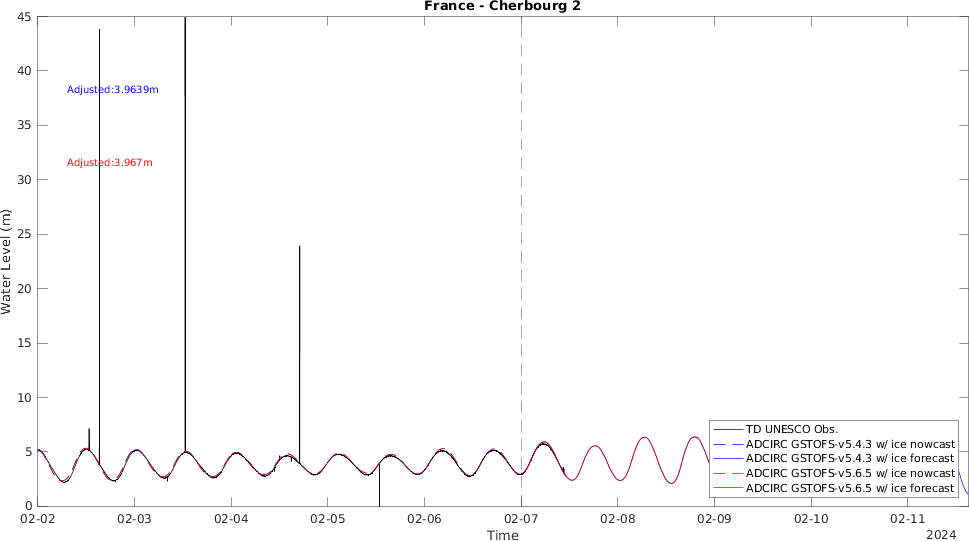 France - Cherbourg 2
45
40
35
30
25
20
15
10
5
0
Water Level (m)
Adjusted:3.9639m
Adjusted:3.967m
TD UNESCO Obs.
ADCIRC GSTOFS-v5.4.3 w/ ice nowcast
ADCIRC GSTOFS-v5.4.3 w/ ice forecast
ADCIRC GSTOFS-v5.6.5 w/ ice nowcast
ADCIRC GSTOFS-v5.6.5 w/ ice forecast
02-02 02-03 02-04 02-05 02-06 02-07 02-08 02-09 02-10 02-11
Time
2024